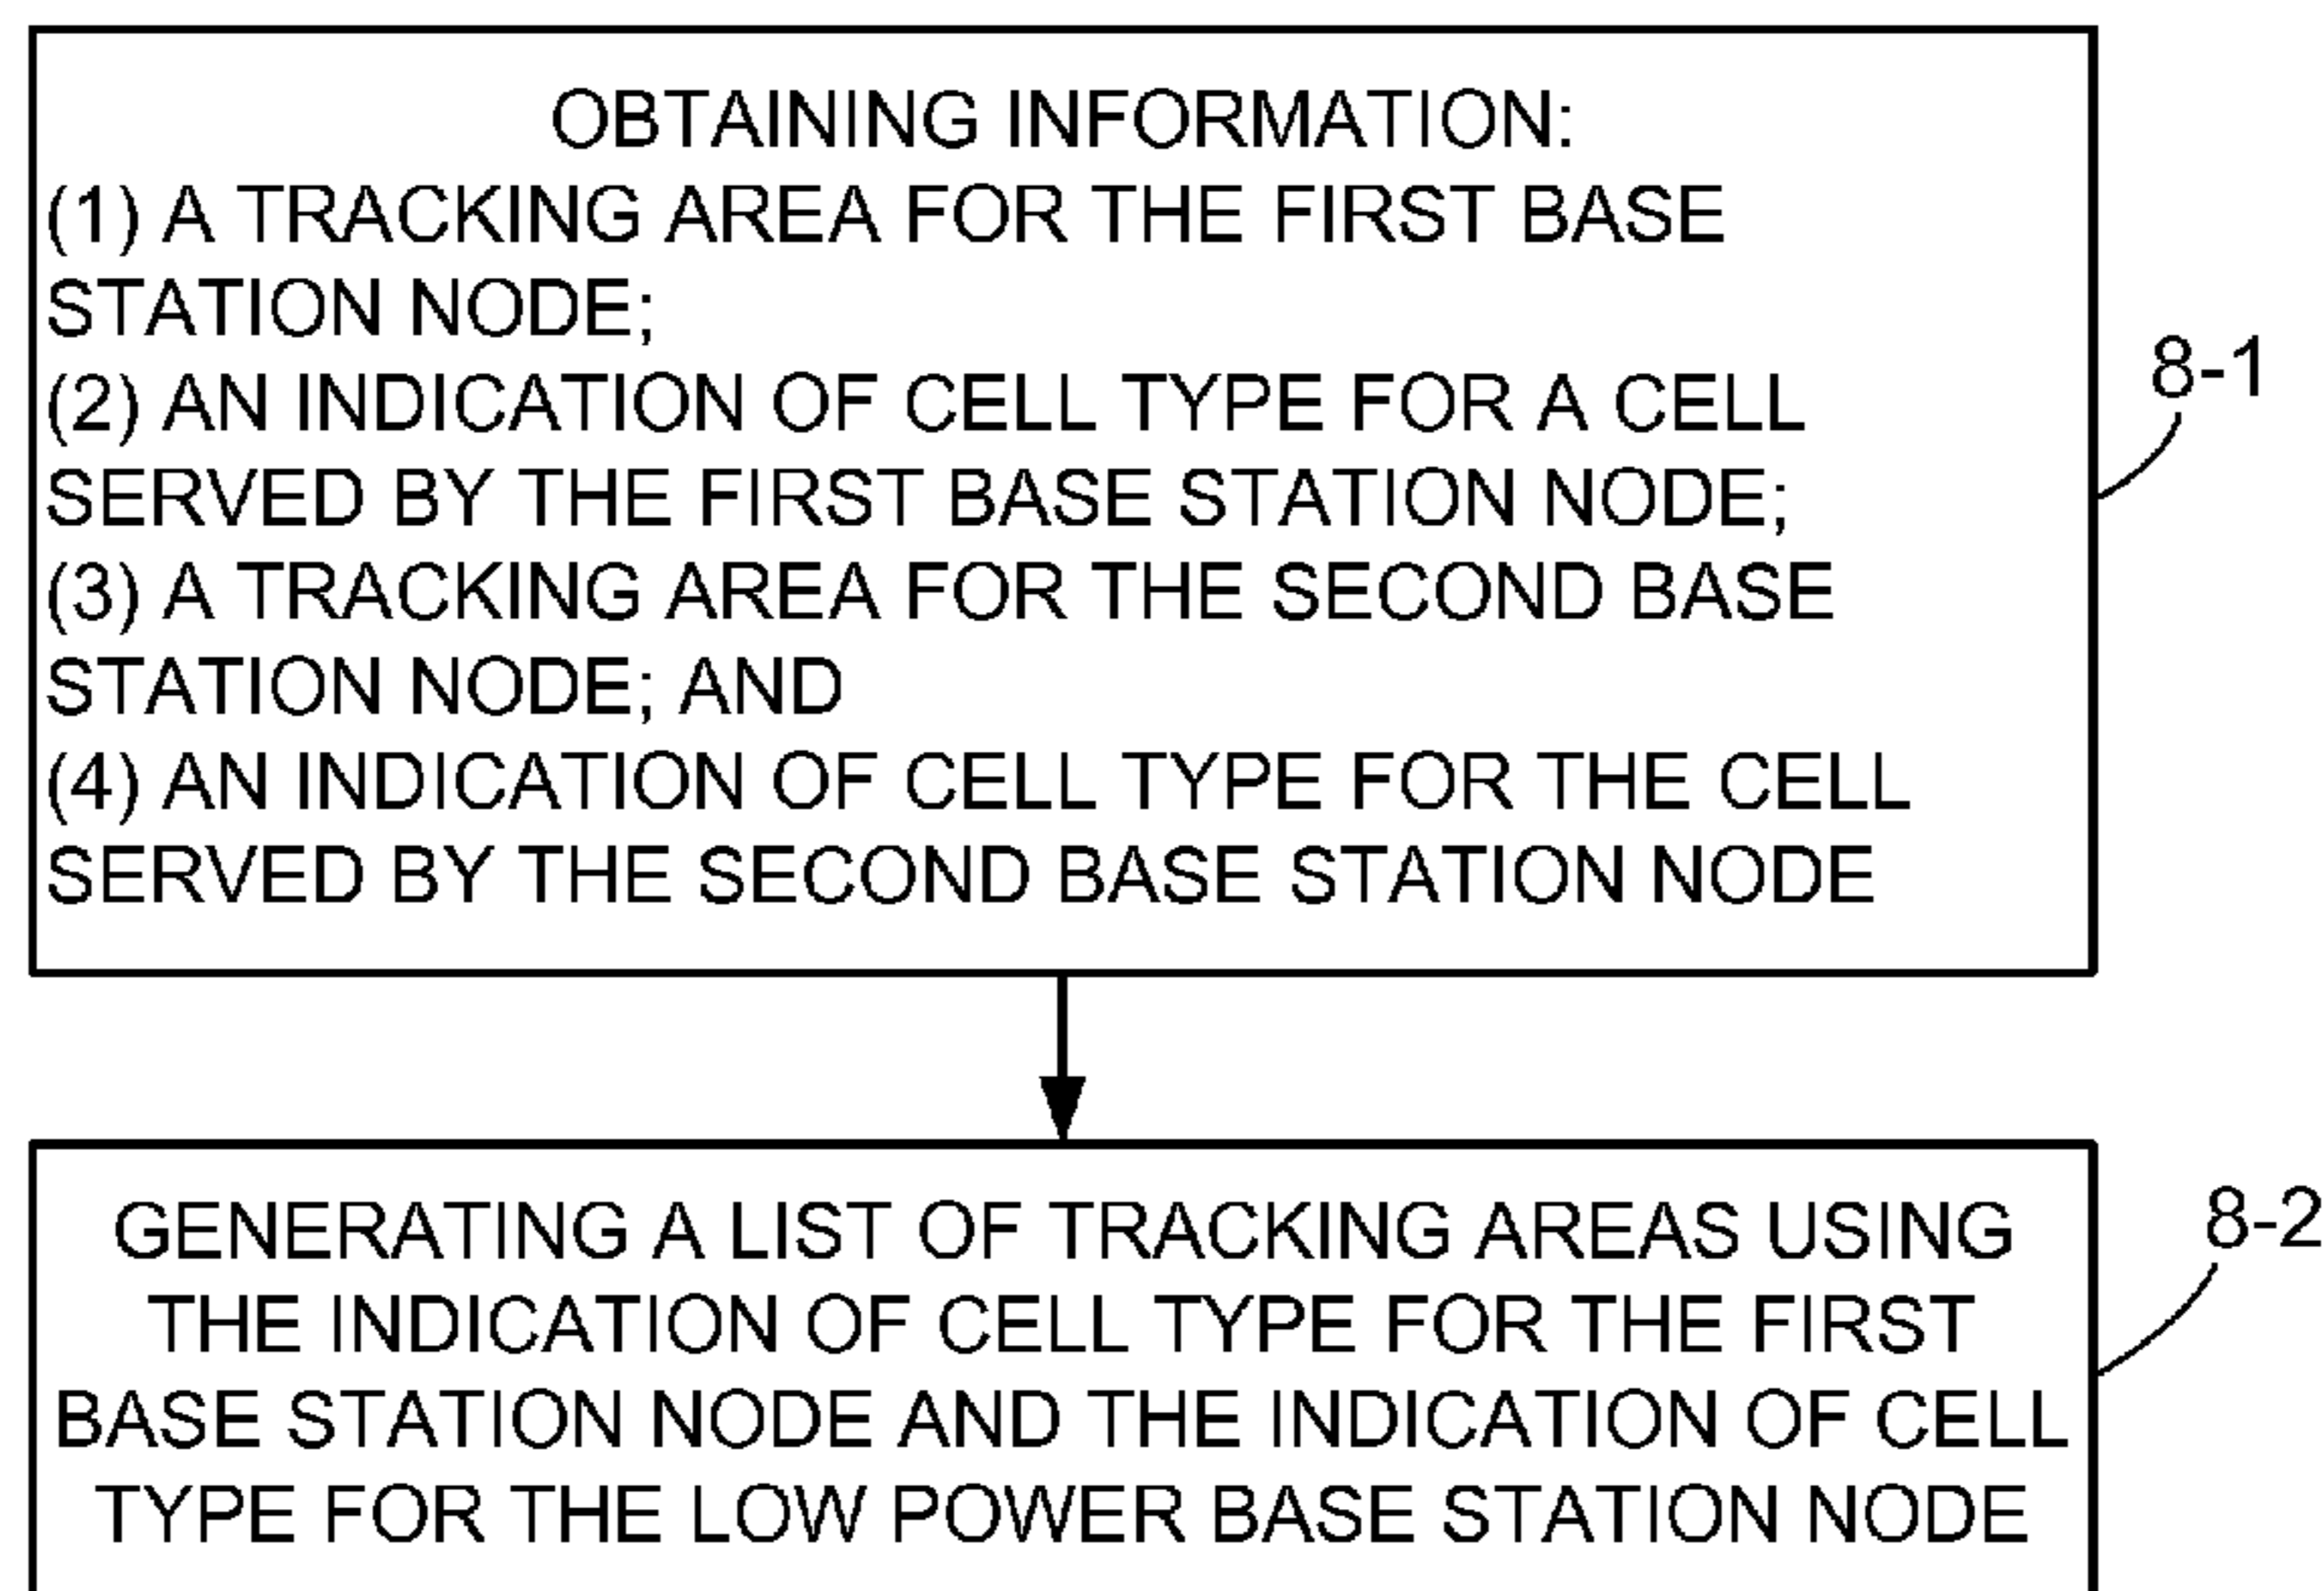 OBTAINING INFORMATION:
(1) A TRACKING AREA FOR THE FIRST BASE
STATION NODE;
(2) AN INDICATION OF CELL TYPE FOR A CELL
SERVED BY THE FIRST BASE STATION NODE;
(3) A TRACKING AREA FOR THE SECOND BASE
STATION NODE; AND
(4) AN INDICATION OF CELL TYPE FOR THE CELL
SERVED BY THE SECOND BASE STATION NODE
8-1
GENERATING A LIST OF TRACKING AREAS USING
THE INDICATION OF CELL TYPE FOR THE FIRST
BASE STATION NODE AND THE INDICATION OF CELL
TYPE FOR THE LOW POWER BASE STATION NODE
8-2